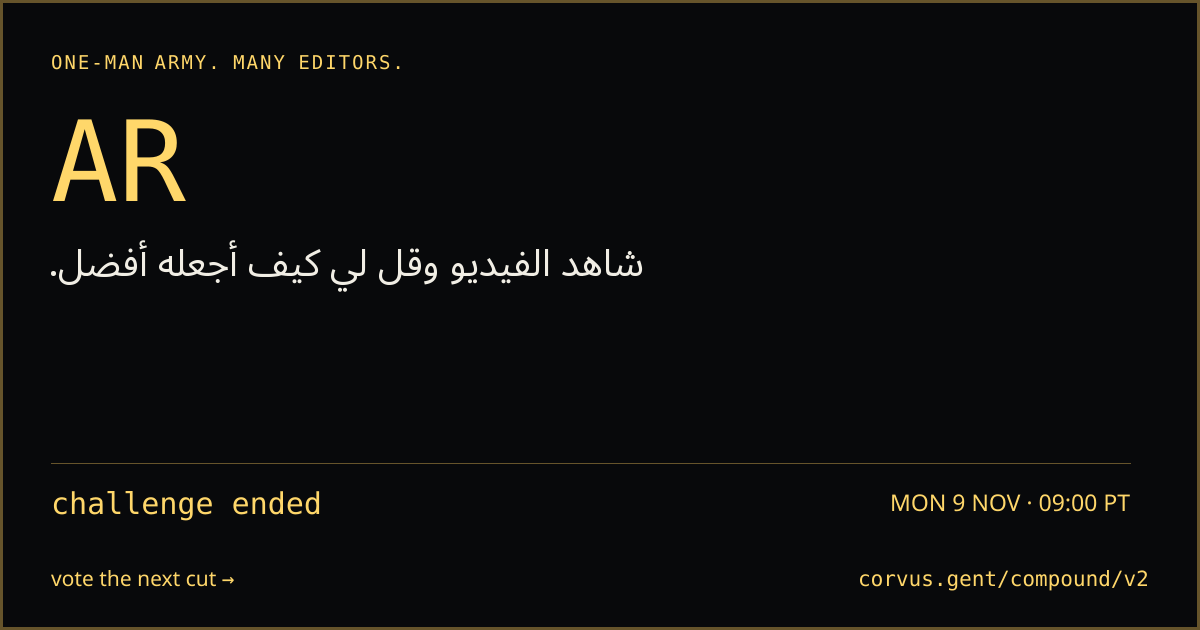 ONE-MAN ARMY. MANY EDITORS.
AR
شاهد الفيديو وقل لي كيف أجعله أفضل.
challenge ended
MON 9 NOV · 09:00 PT
vote the next cut →
corvus.gent/compound/v2